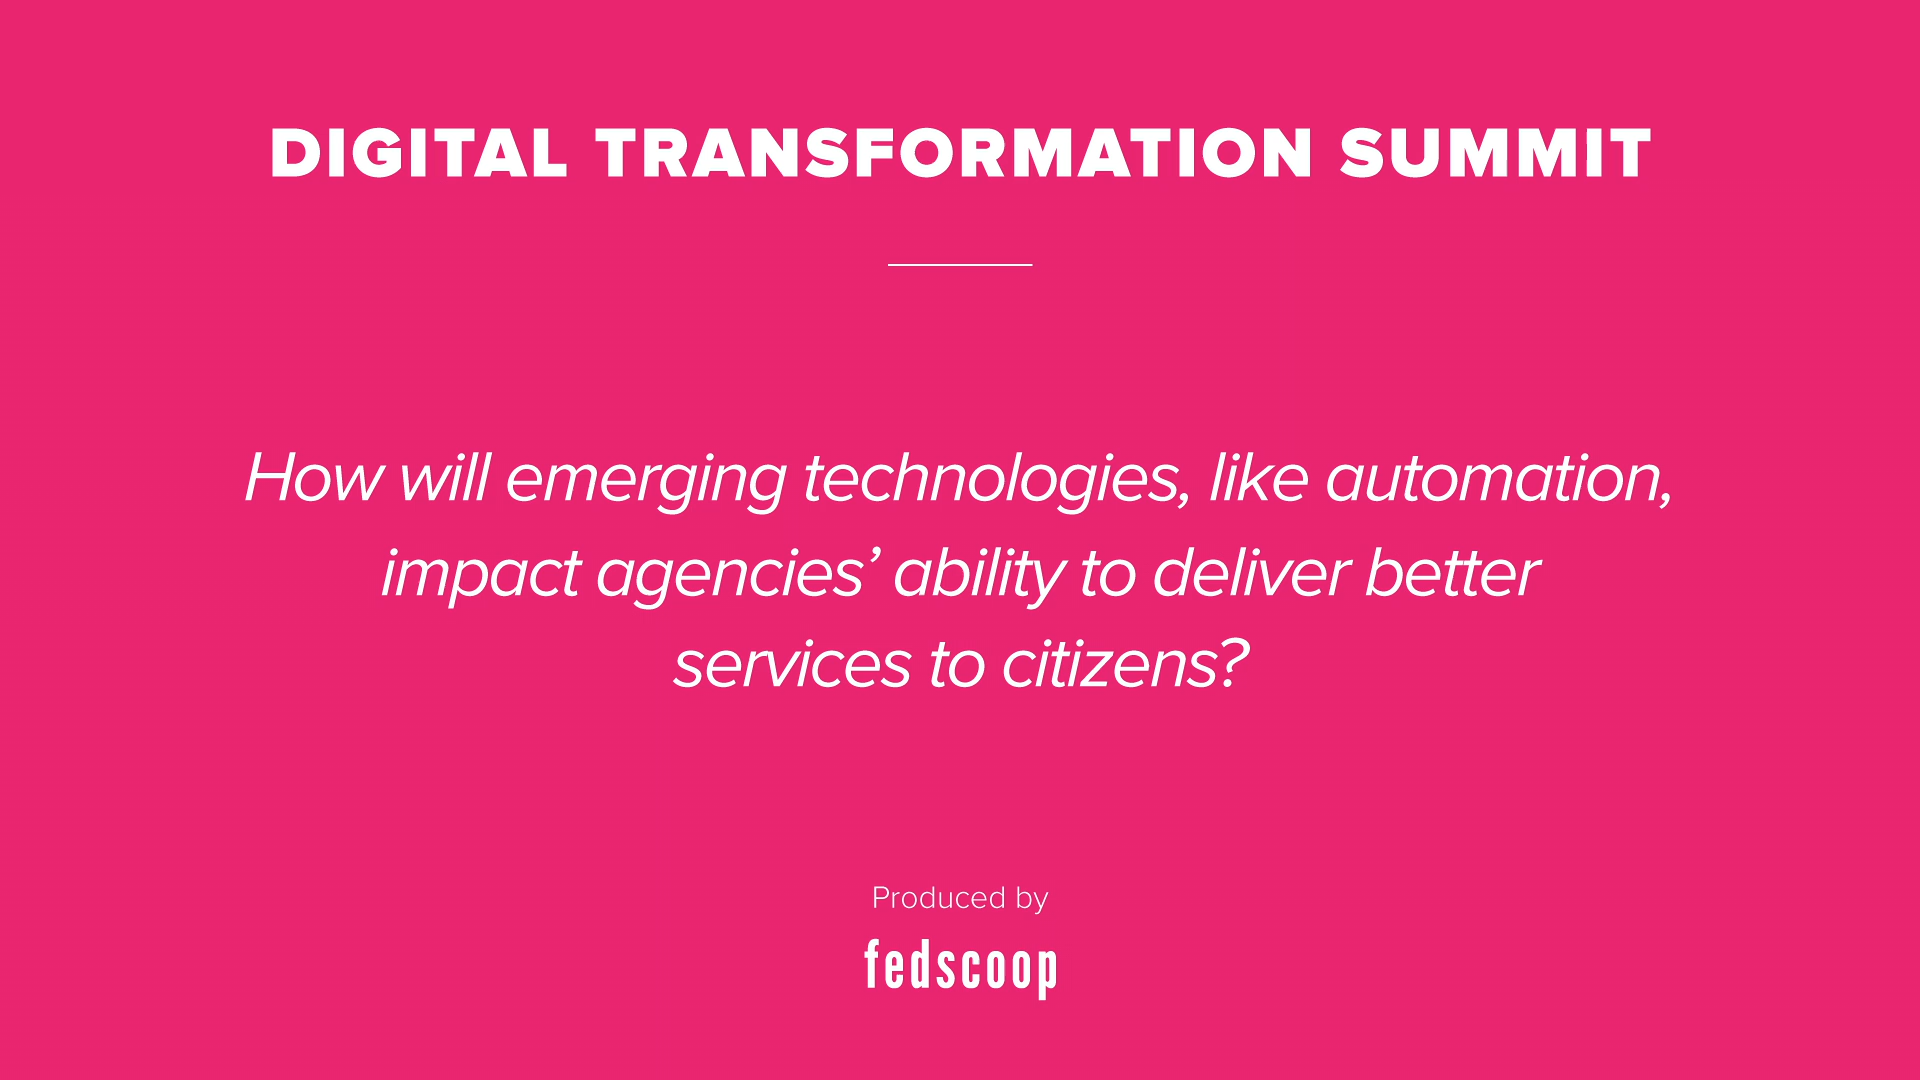 DIGITAL TRANSFORMATION SUMMIT
How will emerging technologies, like automation,
impact agencies’ ability to deliver better
services to citizens?
Produced by
fedscoop